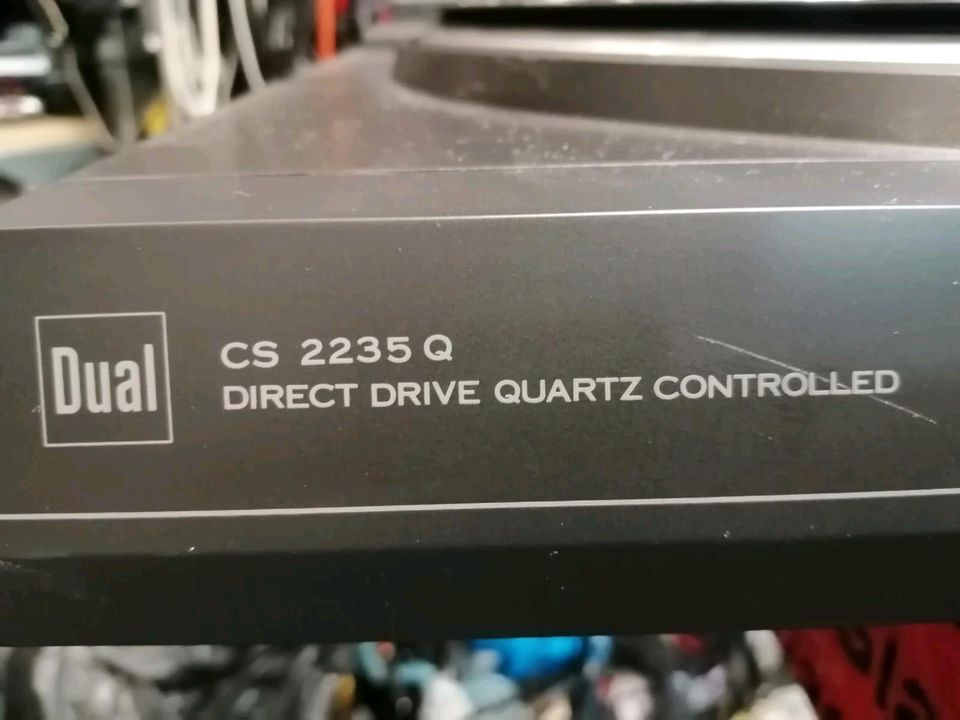 Dual
CS 2235 Q
DIRECT DRIVE QUARTZ CONTROLLED